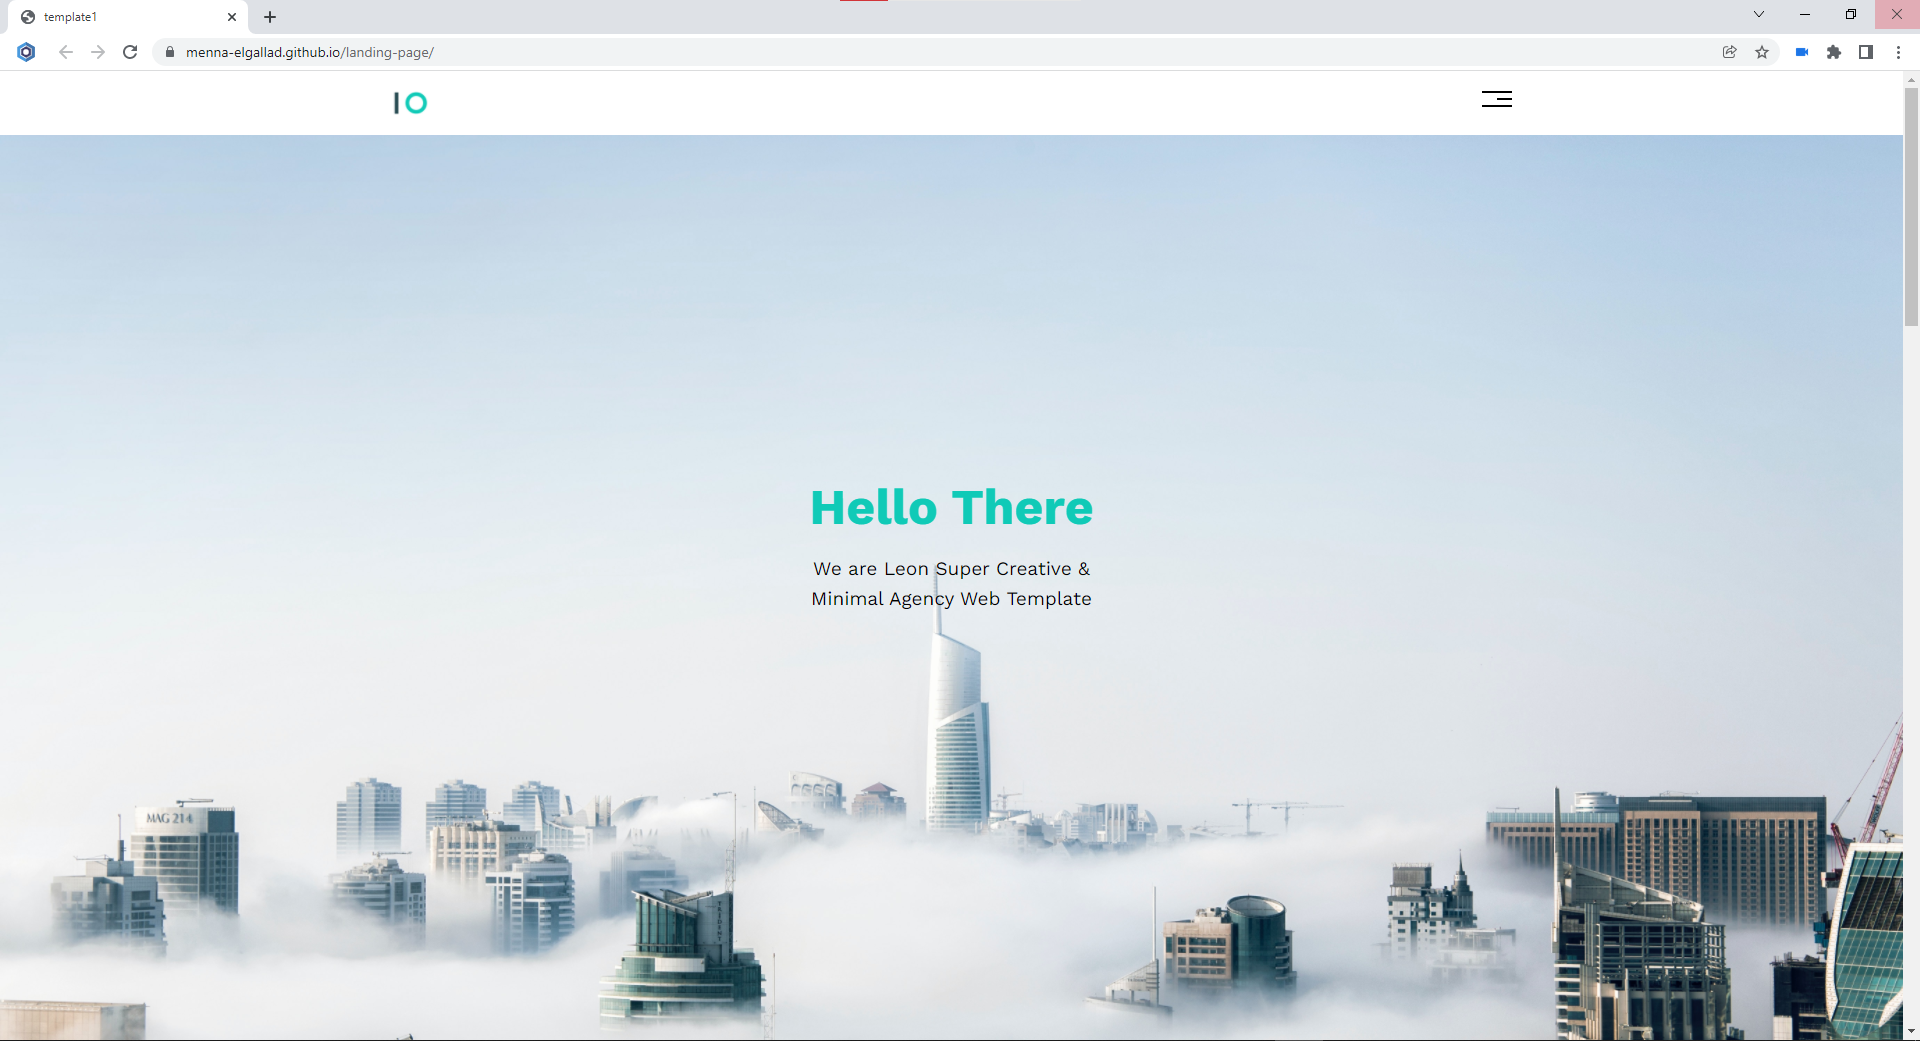 template1
menna-elgallad.github.io/landing-page/
IO
Hello There
We are Leon Super Creative &
Minimal Agency Web Template
MAG 214
TRIDENT